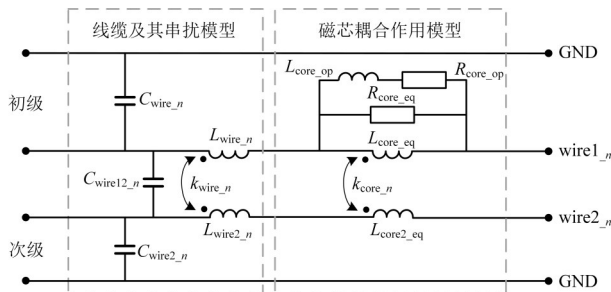 线缆及其串扰模型
磁芯耦合作用模型
GND
L_core_op
R_core_op
初级
C_wire_n
R_core_eq
L_wire_n
L_core_eq
wire1_n
C_wire12_n
k_wire_n
k_core_n
wire2_n
L_wire2_n
L_core2_eq
次级
C_wire2_n
GND